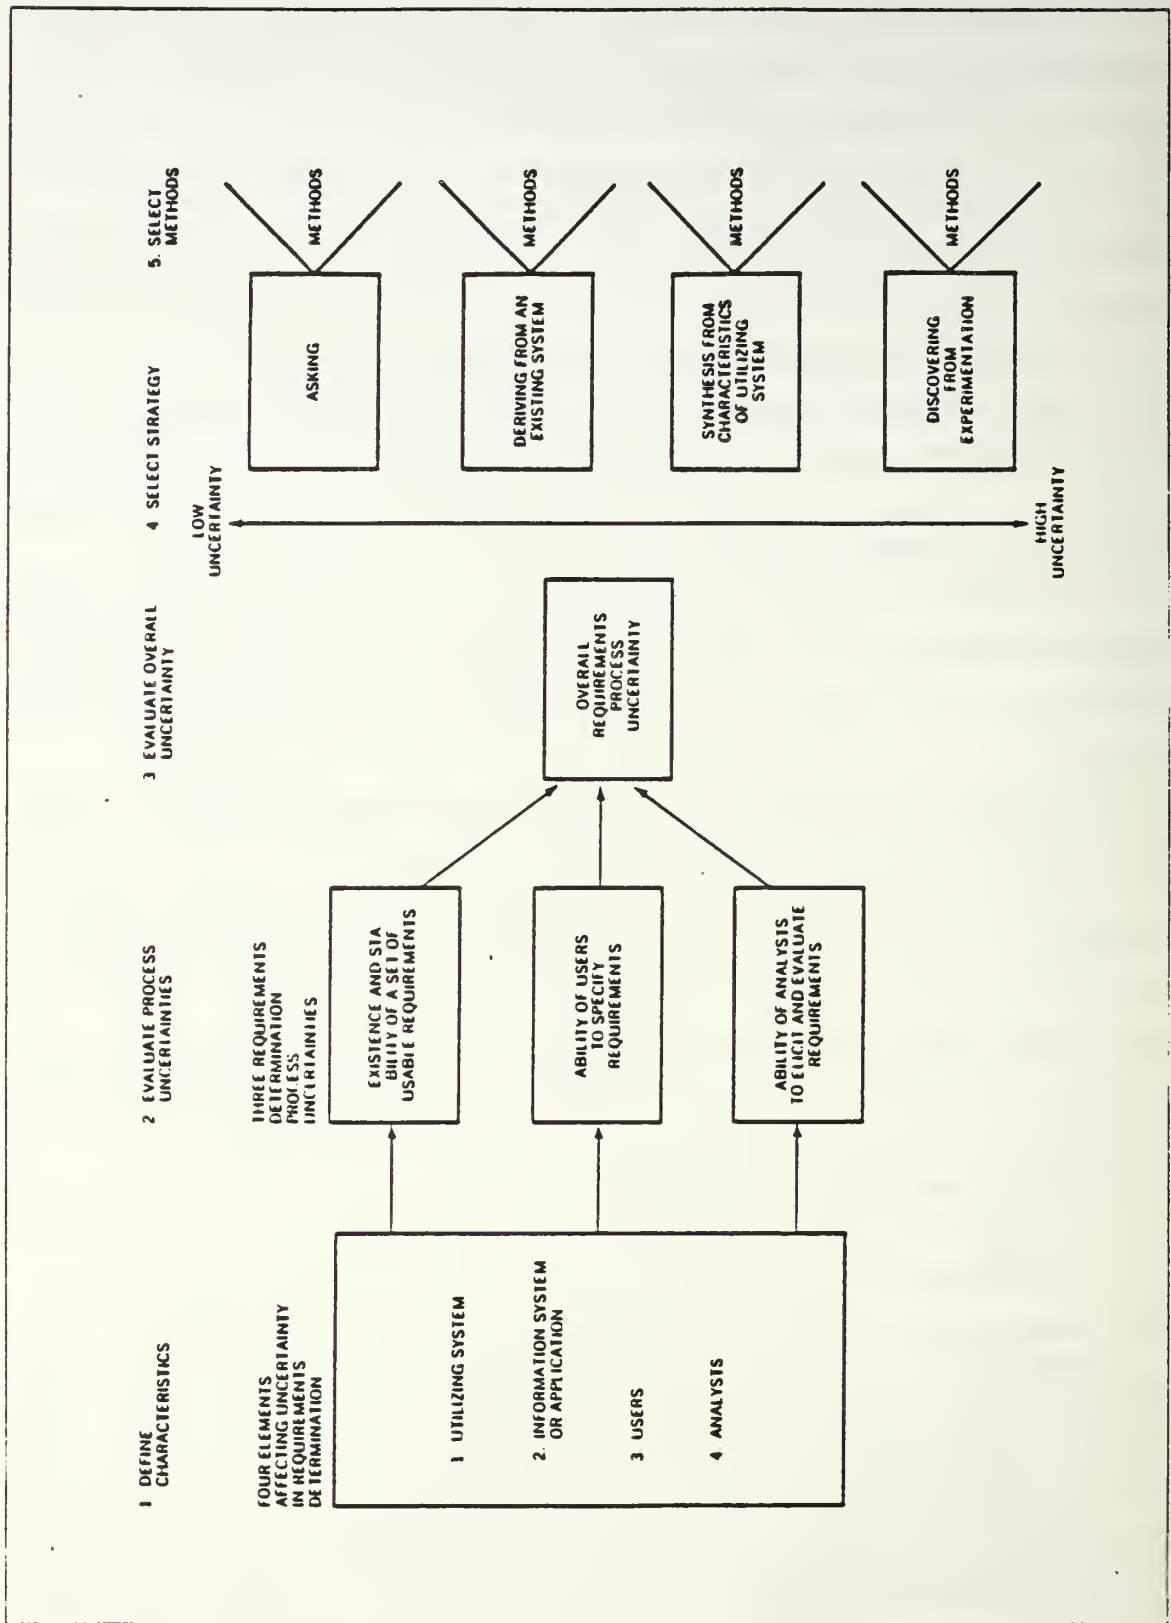 1 DEFINE
CHARACTERISTICS
FOUR ELEMENTS
AFFECTING UNCERTAINTY
IN REQUIREMENTS
DETERMINATION
1 UTILIZING SYSTEM
2. INFORMATION SYSTEM
OR APPLICATION
3 USERS
4. ANALYSTS
2 EVALUATE PROCESS
UNCERTAINTIES
THREE REQUIREMENTS
DETERMINATION
PROCESS
UNCERTAINTIES
EXISTENCE AND STA
BILITY OF A SET OF
USABLE REQUIREMENTS
ABILITY OF USERS
TO SPECIFY
REQUIREMENTS
ABILITY OF ANALYSTS
TO ELICIT AND EVALUATE
REQUIREMENTS
3 EVALUATE OVERALL
UNCERTAINTY
OVERALL
REQUIREMENTS
PROCESS
UNCERTAINTY
4 SELECT STRATEGY
LOW
UNCERTAINTY
HIGH
UNCERTAINTY
ASKING
DERIVING FROM AN
EXISTING SYSTEM
SYNTHESIS FROM
CHARACTERISTICS
OF UTILIZING
SYSTEM
DISCOVERING
FROM
EXPERIMENTATION
5. SELECT
METHODS
METHODS
METHODS
METHODS
METHODS